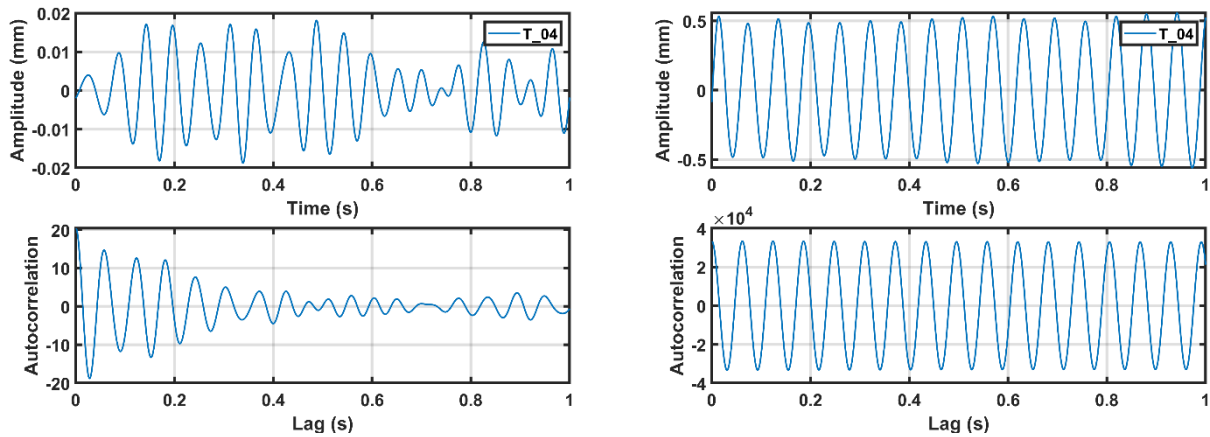 Amplitude (mm)
0.02
0.01
0
-0.01
-0.02
T_04
0 0.2 0.4 0.6 0.8 1
Time (s)
Amplitude (mm)
0.5
0
-0.5
T_04
0 0.2 0.4 0.6 0.8 1
Time (s)
Autocorrelation
20
10
0
-10
-20
0 0.2 0.4 0.6 0.8 1
Lag (s)
×10⁴
Autocorrelation
4
2
0
-2
-4
0 0.2 0.4 0.6 0.8 1
Lag (s)